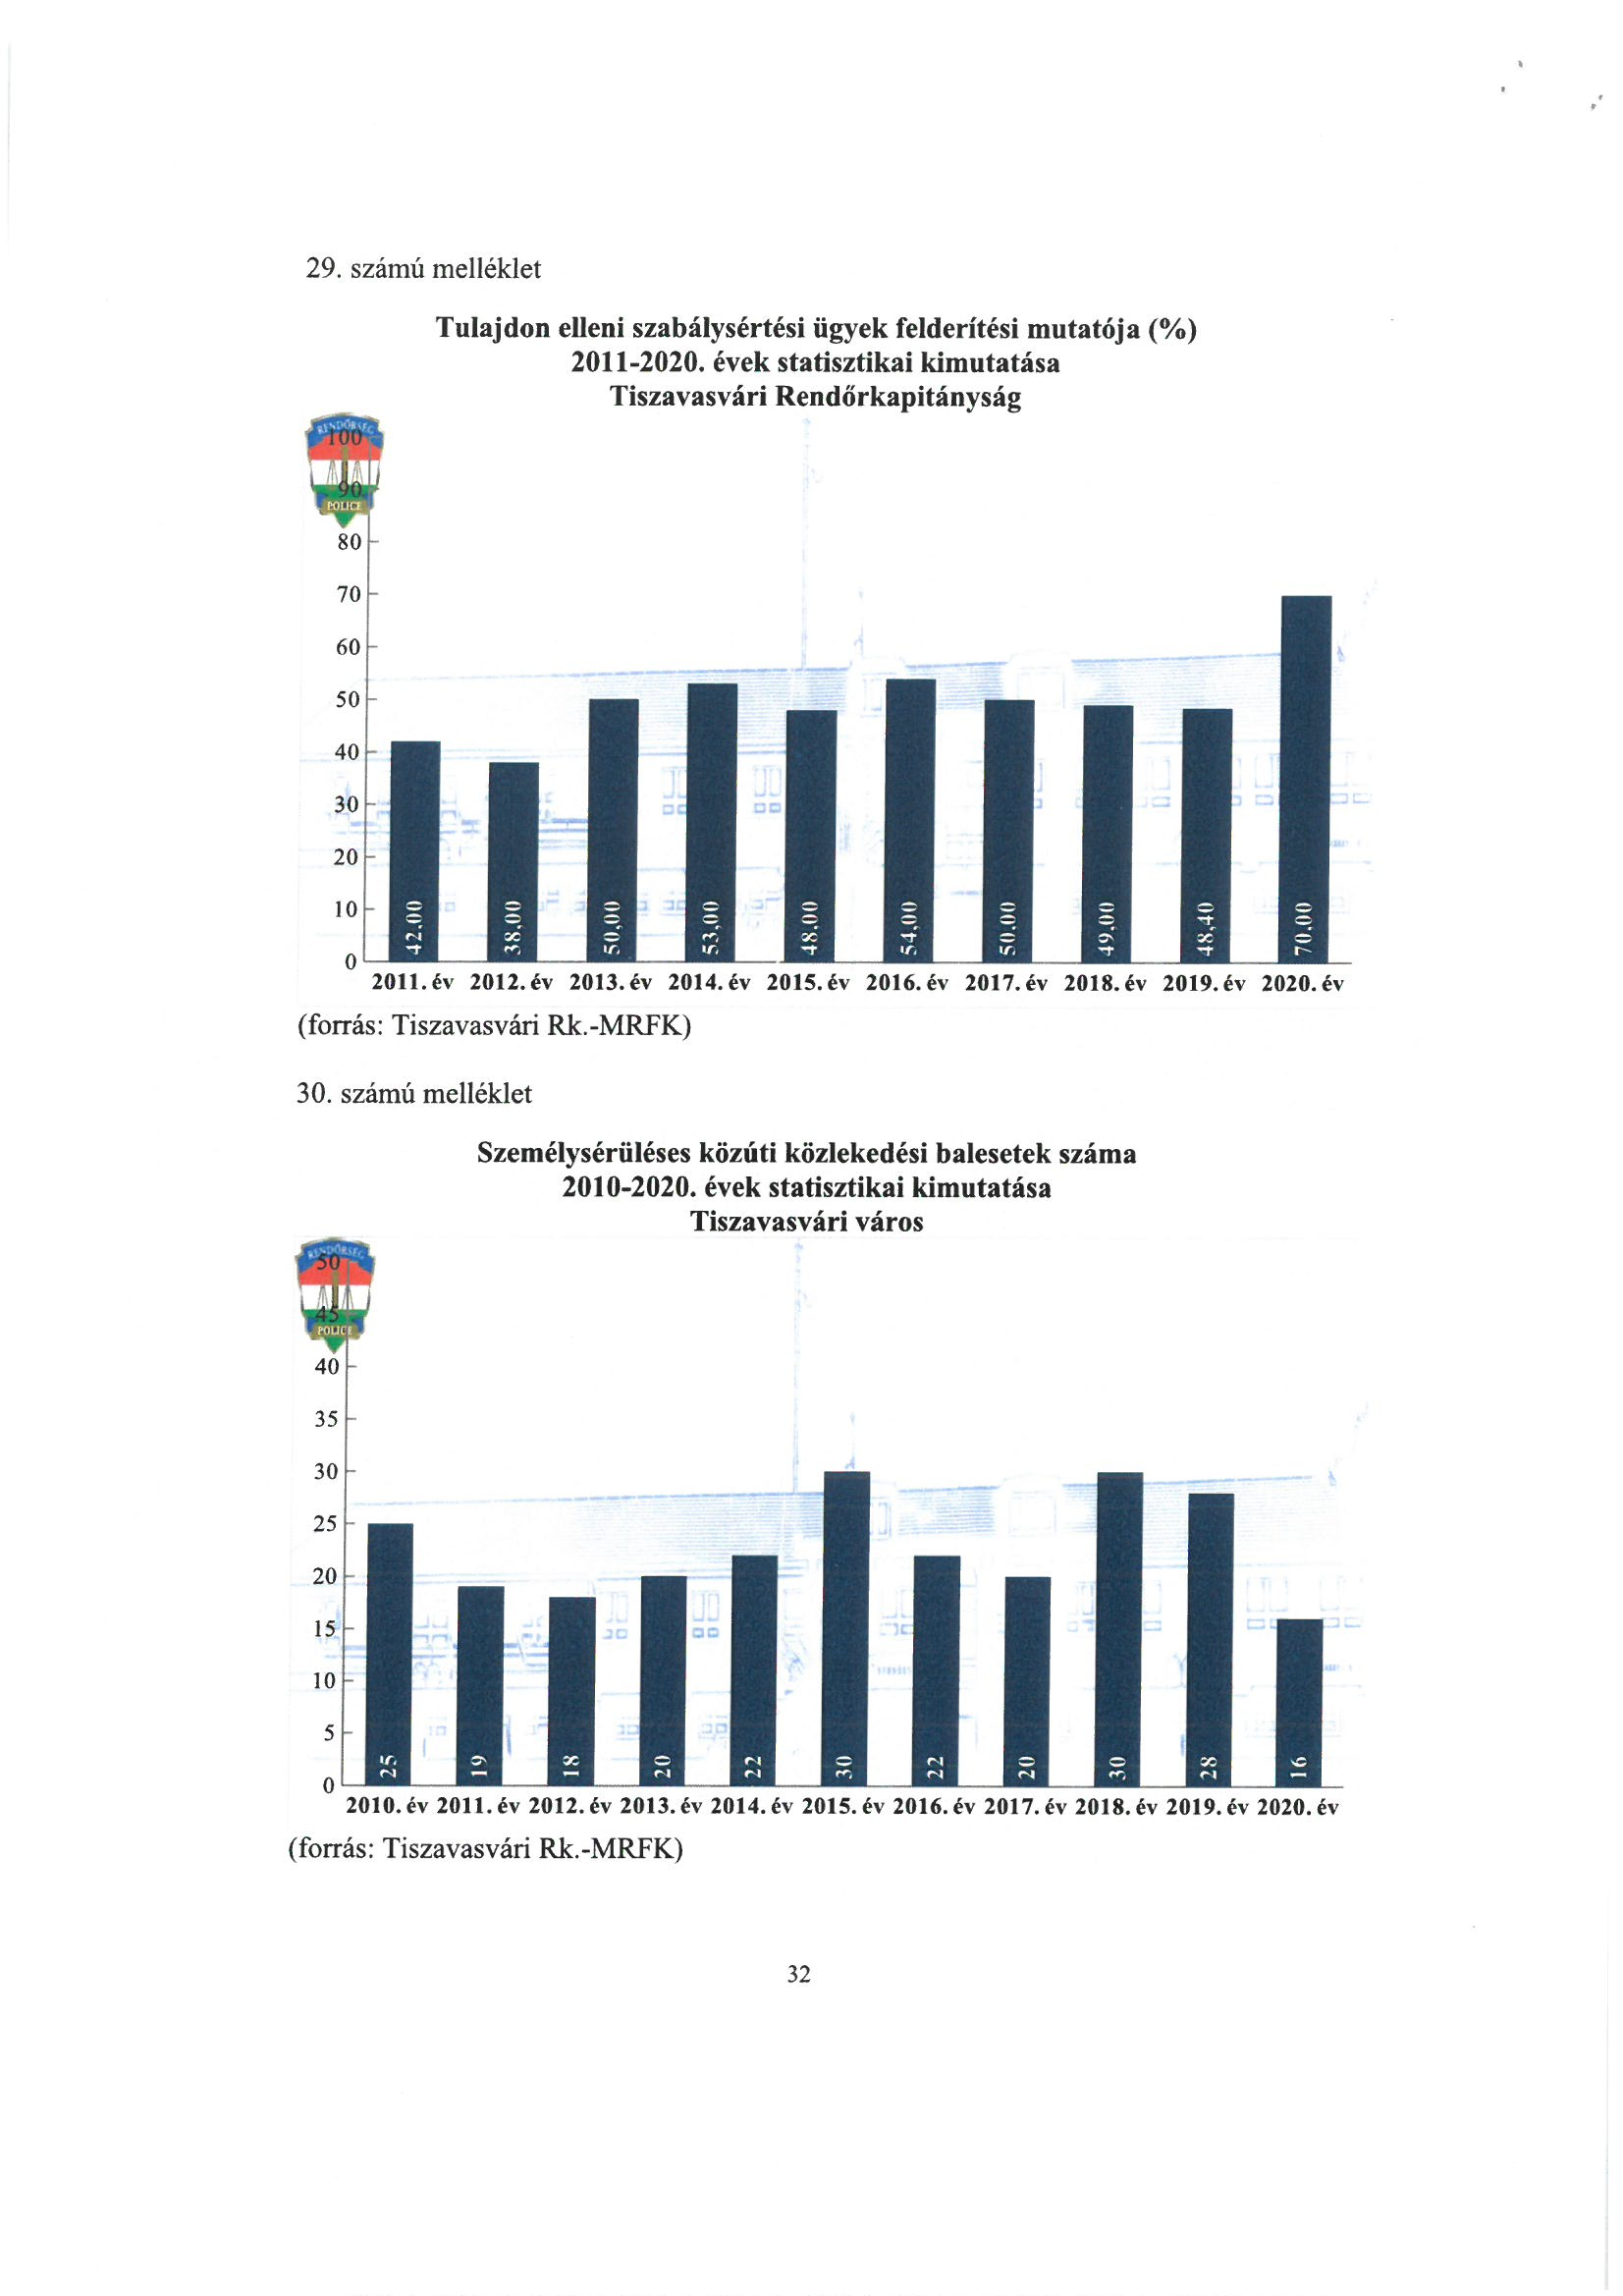 29. számú melléklet
Tulajdon elleni szabálysértési ügyek felderítési mutatója (%)
2011-2020. évek statisztikai kimutatása
Tiszavasvári Rendőrkapitányság
RENDŐRSÉG
100
90
POLICE
80
70
60
50
40
30
20
10
0
42,00 38,00 50,00 53,00 48,00 54,00 50,00 49,00 48,40 70,00
2011. év 2012. év 2013. év 2014. év 2015. év 2016. év 2017. év 2018. év 2019. év 2020. év
(forrás: Tiszavasvári Rk.-MRFK)
30. számú melléklet
Személysérüléses közúti közlekedési balesetek száma
2010-2020. évek statisztikai kimutatása
Tiszavasvári város
RENDŐRSÉG
50
45
POLICE
40
35
30
25
20
15
10
5
0
25 19 18 20 22 30 22 20 30 28 16
2010. év 2011. év 2012. év 2013. év 2014. év 2015. év 2016. év 2017. év 2018. év 2019. év 2020. év
(forrás: Tiszavasvári Rk.-MRFK)
32